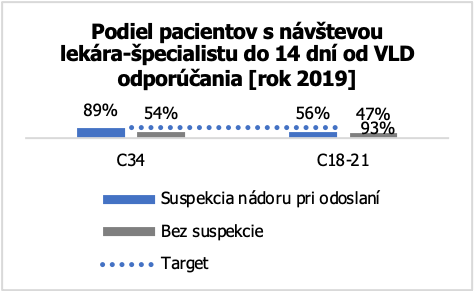 Podiel pacientov s návštevou
lekára-špecialistu do 14 dní od VLD
odporúčania [rok 2019]
89% 54% 56% 47%
93%
C34 C18-21
Suspekcia nádoru pri odoslaní
Bez suspekcie
Target